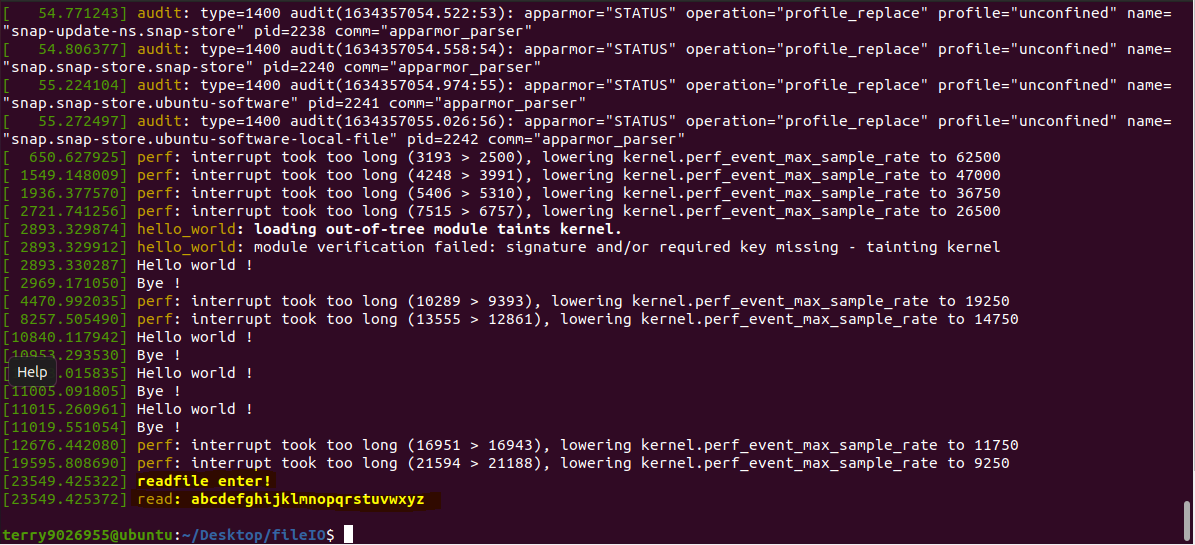 [   54.771243] audit: type=1400 audit(1634357054.522:53): apparmor="STATUS" operation="profile_replace" profile="unconfined" name=
"snap-update-ns.snap-store" pid=2238 comm="apparmor_parser"
[   54.806377] audit: type=1400 audit(1634357054.558:54): apparmor="STATUS" operation="profile_replace" profile="unconfined" name=
"snap.snap-store.snap-store" pid=2240 comm="apparmor_parser"
[   55.224104] audit: type=1400 audit(1634357054.974:55): apparmor="STATUS" operation="profile_replace" profile="unconfined" name=
"snap.snap-store.ubuntu-software" pid=2241 comm="apparmor_parser"
[   55.272497] audit: type=1400 audit(1634357055.026:56): apparmor="STATUS" operation="profile_replace" profile="unconfined" name=
"snap.snap-store.ubuntu-software-local-file" pid=2242 comm="apparmor_parser"
[  650.627925] perf: interrupt took too long (3193 > 2500), lowering kernel.perf_event_max_sample_rate to 62500
[ 1549.148009] perf: interrupt took too long (4248 > 3991), lowering kernel.perf_event_max_sample_rate to 47000
[ 1936.377570] perf: interrupt took too long (5406 > 5310), lowering kernel.perf_event_max_sample_rate to 36750
[ 2721.741256] perf: interrupt took too long (7515 > 6757), lowering kernel.perf_event_max_sample_rate to 26500
[ 2893.329874] hello_world: loading out-of-tree module taints kernel.
[ 2893.329912] hello_world: module verification failed: signature and/or required key missing - tainting kernel
[ 2893.330287] Hello world !
[ 2969.171050] Bye !
[ 4470.992035] perf: interrupt took too long (10289 > 9393), lowering kernel.perf_event_max_sample_rate to 19250
[ 8257.505490] perf: interrupt took too long (13555 > 12861), lowering kernel.perf_event_max_sample_rate to 14750
[10840.117942] Hello world !
[10953.293530] Bye !
[ Help .015835] Hello world !
[11005.091805] Bye !
[11015.260961] Hello world !
[11019.551054] Bye !
[12676.442080] perf: interrupt took too long (16951 > 16943), lowering kernel.perf_event_max_sample_rate to 11750
[19595.808690] perf: interrupt took too long (21594 > 21188), lowering kernel.perf_event_max_sample_rate to 9250
[23549.425322] readfile enter!
[23549.425372] read: abcdefghijklmnopqrstuvwxyz
terry9026955@ubuntu:~/Desktop/fileIO$